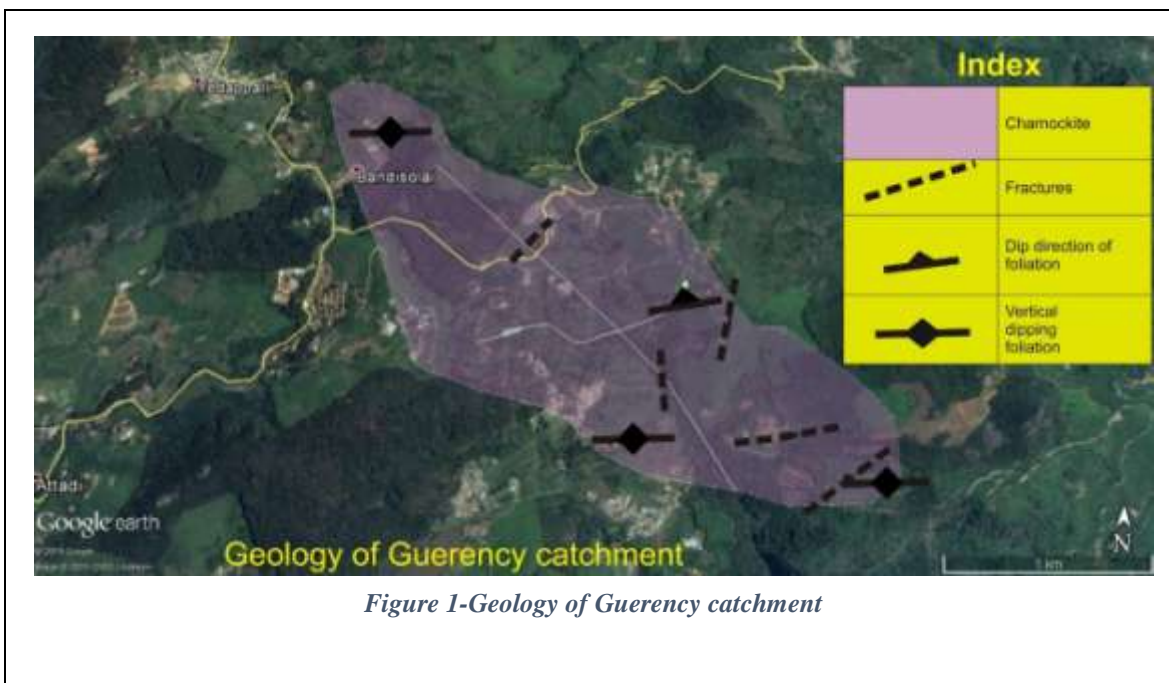 Index
Charnockite
Fractures
Dip direction of
foliation
Vertical
dipping
foliation
Bandisolai
Attadi
Google earth
N
1 km
Geology of Guerency catchment
Figure 1-Geology of Guerency catchment